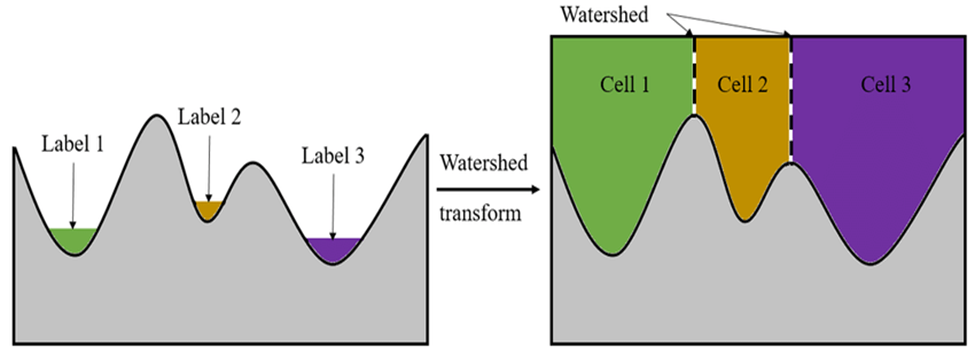 Label 1
Label 2
Label 3
Watershed
transform
Watershed
Cell 1
Cell 2
Cell 3